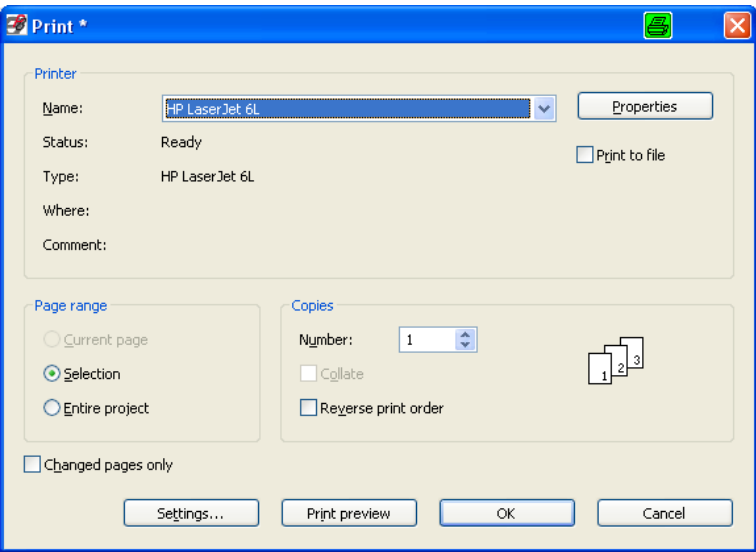 Print *
Printer
Name: HP LaserJet 6L Properties
Status: Ready
Print to file
Type: HP LaserJet 6L
Where:
Comment:
Page range
Current page
Selection
Entire project
Copies
Number: 1
Collate
Reverse print order
1 2 3
Changed pages only
Settings... Print preview OK Cancel